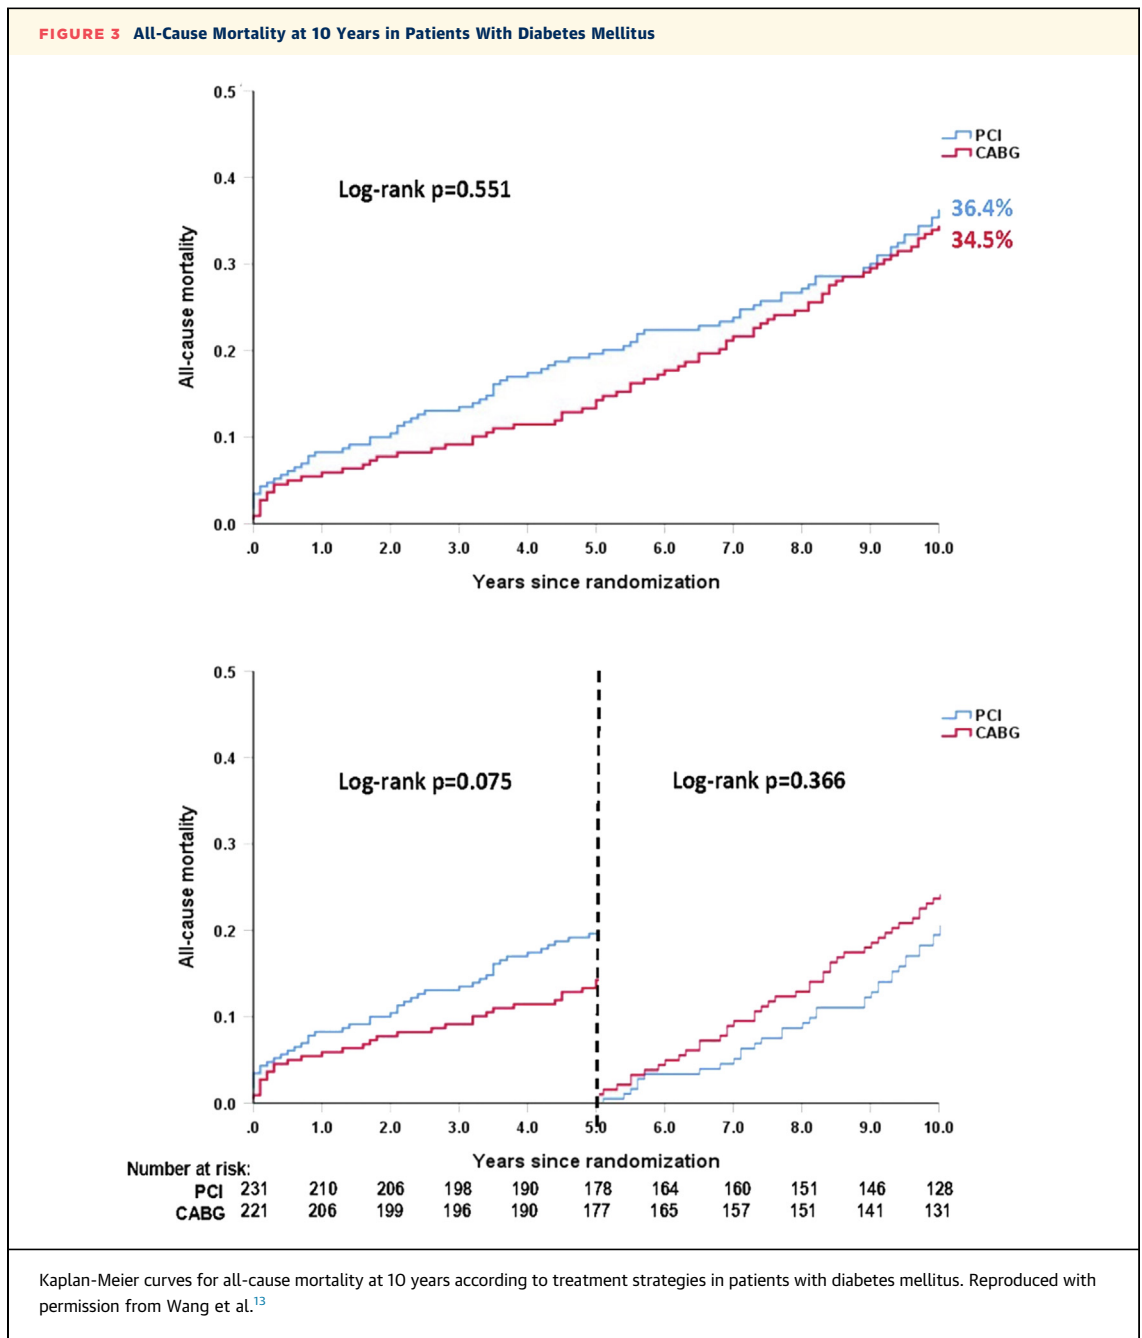 FIGURE 3 All-Cause Mortality at 10 Years in Patients With Diabetes Mellitus
0.5
0.4
0.3
0.2
0.1
0.0
All-cause mortality
Log-rank p=0.551
PCI
CABG
36.4%
34.5%
.0 1.0 2.0 3.0 4.0 5.0 6.0 7.0 8.0 9.0 10.0
Years since randomization
0.5
0.4
0.3
0.2
0.1
0.0
All-cause mortality
Log-rank p=0.075
Log-rank p=0.366
PCI
CABG
.0 1.0 2.0 3.0 4.0 5.0 6.0 7.0 8.0 9.0 10.0
Years since randomization
Number at risk:
PCI 231 210 206 198 190 178 164 160 151 146 128
CABG 221 206 199 196 190 177 165 157 151 141 131
Kaplan-Meier curves for all-cause mortality at 10 years according to treatment strategies in patients with diabetes mellitus. Reproduced with
permission from Wang et al.13